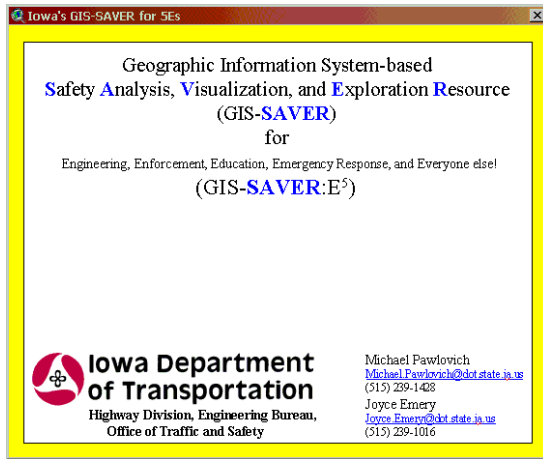 Iowa's GIS-SAVER for 5Es
Geographic Information System-based
Safety Analysis, Visualization, and Exploration Resource
(GIS-SAVER)
for
Engineering, Enforcement, Education, Emergency Response, and Everyone else!
(GIS-SAVER:E⁵)
Iowa Department
of Transportation
Highway Division, Engineering Bureau,
Office of Traffic and Safety
Michael Pawlovich
Michael.Pawlovich@dot.state.ia.us
(515) 239-1428
Joyce Emery
Joyce.Emery@dot.state.ia.us
(515) 239-1016